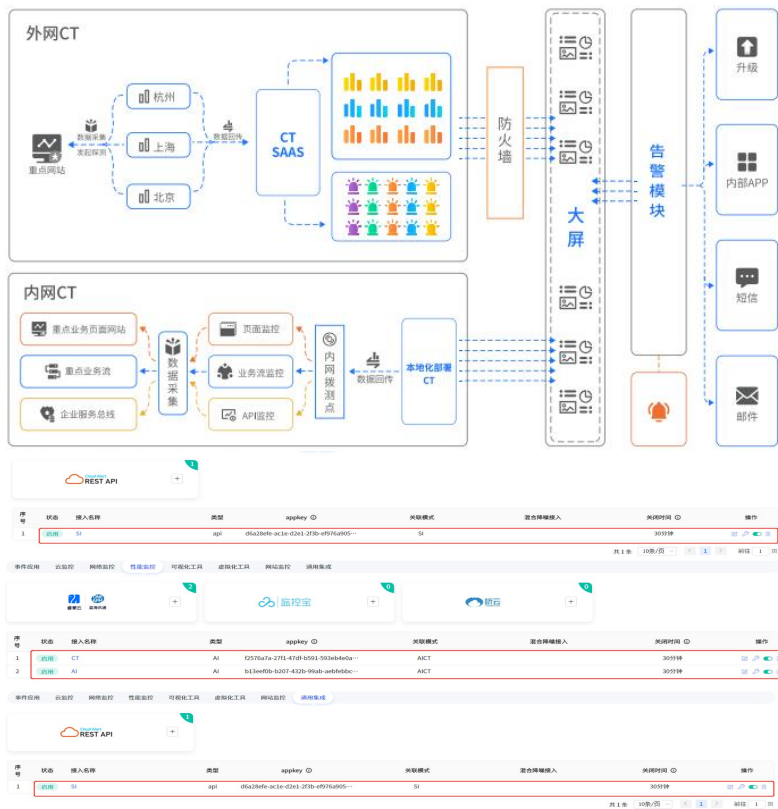 外网CT
杭州
上海
北京
重点网站
数据采集
发起探测
数据回传
CT
SAAS
防火墙
大屏
告警模块
升级
内部APP
短信
邮件
内网CT
重点业务页面网站
重点业务流
企业服务总线
数据采集
页面监控
业务流监控
API监控
内网拨测点
数据回传
本地化部署
CT
1
Cloud Alert
REST API
+
序号 状态 接入名称 类型 appkey 关联模式 混合降噪接入 关闭时间 操作
1 启用 SI api d6a28efe-ac1e-d2e1-2f3b-ef976a905··· SI 30分钟
共 1 条 10条/页 < 1 > 前往 1 页
事件应用 云监控 网络监控 性能监控 可视化工具 虚拟化工具 网站监控 通用集成
2 0 0
+ 监控宝 + +
序号 状态 接入名称 类型 appkey 关联模式 混合降噪接入 关闭时间 操作
1 启用 CT AI f2576a7a-27f1-47df-b591-593eb4e0a··· AICT 30分钟
2 启用 AI AI b13eef0b-b207-432b-99ab-aebfebbc··· AICT 30分钟
事件应用 云监控 网络监控 性能监控 可视化工具 虚拟化工具 网站监控 通用集成
1
Cloud Alert
REST API
+
序号 状态 接入名称 类型 appkey 关联模式 混合降噪接入 关闭时间 操作
1 启用 SI api d6a28efe-ac1e-d2e1-2f3b-ef976a905··· SI 30分钟
共 1 条 10条/页 < 1 > 前往 1 页